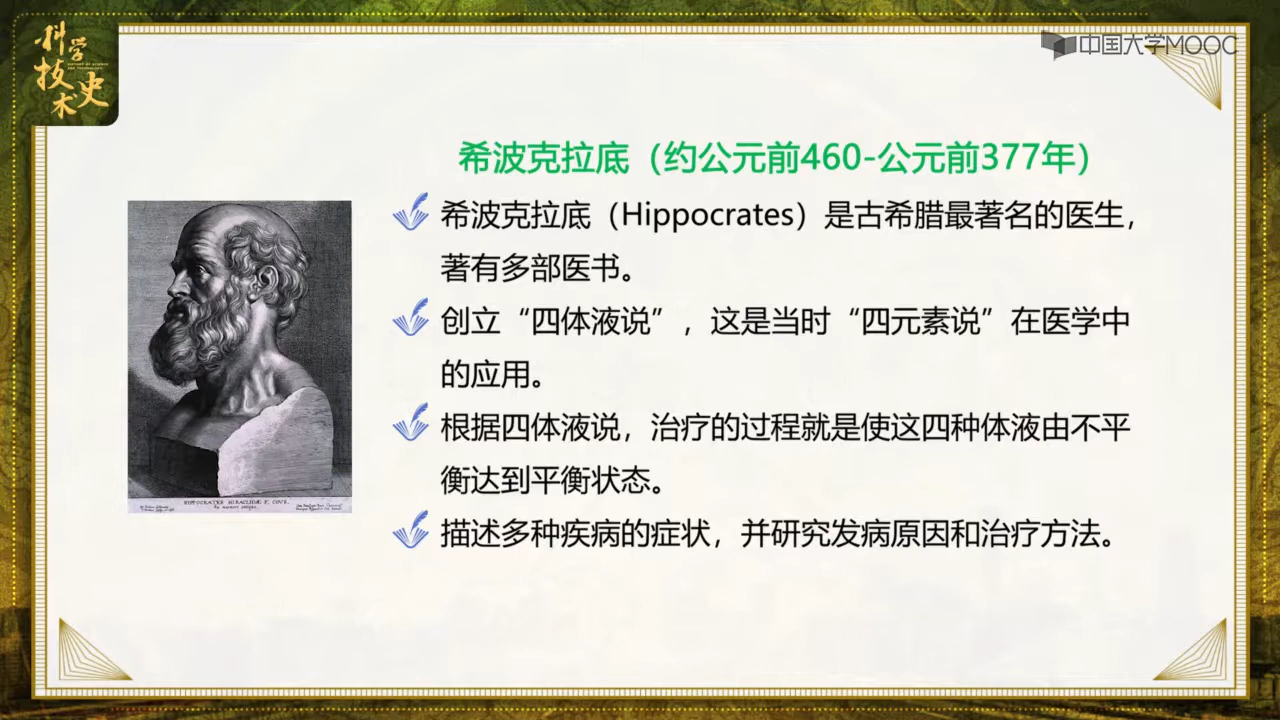 科学技术史
中国大学MOOC
希波克拉底（约公元前460-公元前377年）
希波克拉底（Hippocrates）是古希腊最著名的医生，
著有多部医书。
创立“四体液说”，这是当时“四元素说”在医学中
的应用。
根据四体液说，治疗的过程就是使这四种体液由不平
衡达到平衡状态。
描述多种疾病的症状，并研究发病原因和治疗方法。
HIPPOCRATES HIRACLIDÆ F. COVS.